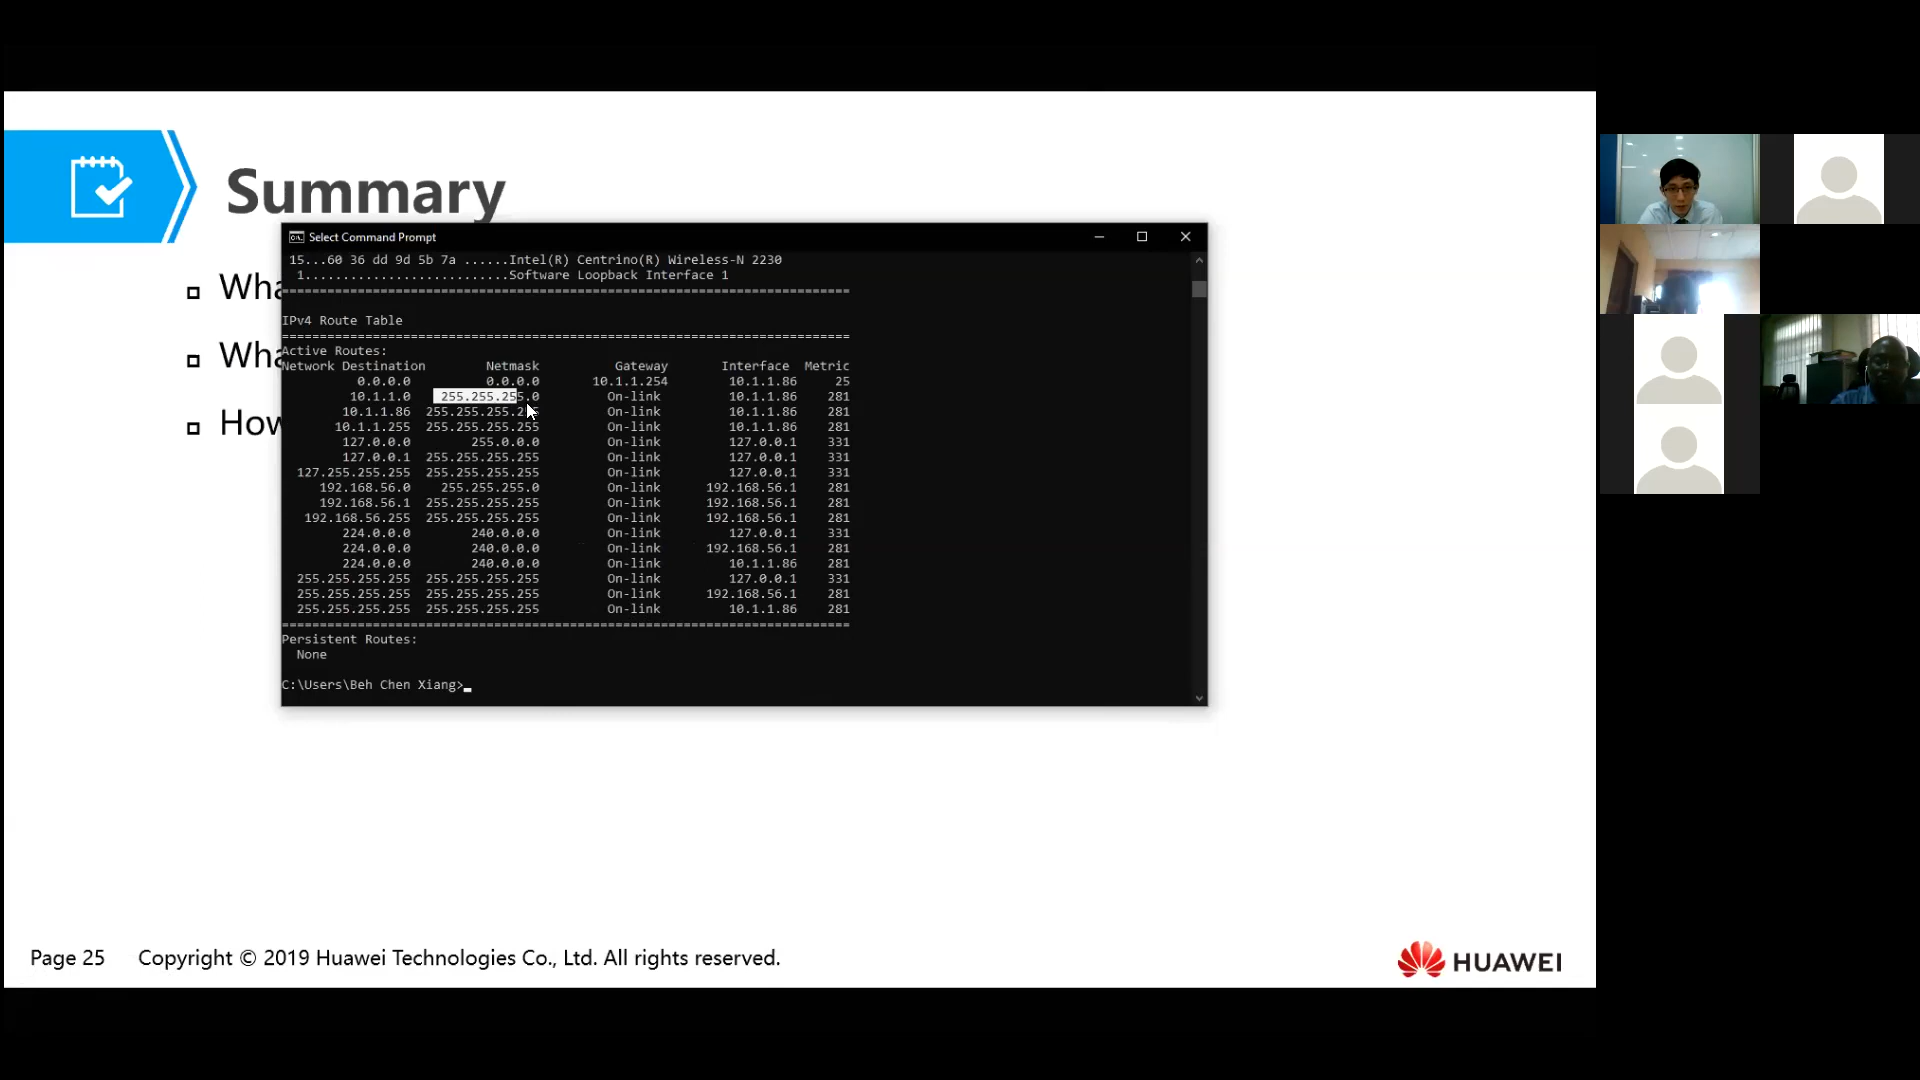 Summary
Select Command Prompt
15...60 36 dd 9d 5b 7a ......Intel(R) Centrino(R) Wireless-N 2230
1...........................Software Loopback Interface 1
===========================================================================
IPv4 Route Table
===========================================================================
Active Routes:
Network Destination Netmask Gateway Interface Metric
0.0.0.0 0.0.0.0 10.1.1.254 10.1.1.86 25
10.1.1.0 255.255.255.0 On-link 10.1.1.86 281
10.1.1.86 255.255.255.255 On-link 10.1.1.86 281
10.1.1.255 255.255.255.255 On-link 10.1.1.86 281
127.0.0.0 255.0.0.0 On-link 127.0.0.1 331
127.0.0.1 255.255.255.255 On-link 127.0.0.1 331
127.255.255.255 255.255.255.255 On-link 127.0.0.1 331
192.168.56.0 255.255.255.0 On-link 192.168.56.1 281
192.168.56.1 255.255.255.255 On-link 192.168.56.1 281
192.168.56.255 255.255.255.255 On-link 192.168.56.1 281
224.0.0.0 240.0.0.0 On-link 127.0.0.1 331
224.0.0.0 240.0.0.0 On-link 192.168.56.1 281
224.0.0.0 240.0.0.0 On-link 10.1.1.86 281
255.255.255.255 255.255.255.255 On-link 127.0.0.1 331
255.255.255.255 255.255.255.255 On-link 192.168.56.1 281
255.255.255.255 255.255.255.255 On-link 10.1.1.86 281
===========================================================================
Persistent Routes:
None
C:\Users\Beh Chen Xiang>
How
Page 25 Copyright © 2019 Huawei Technologies Co., Ltd. All rights reserved.
HUAWEI